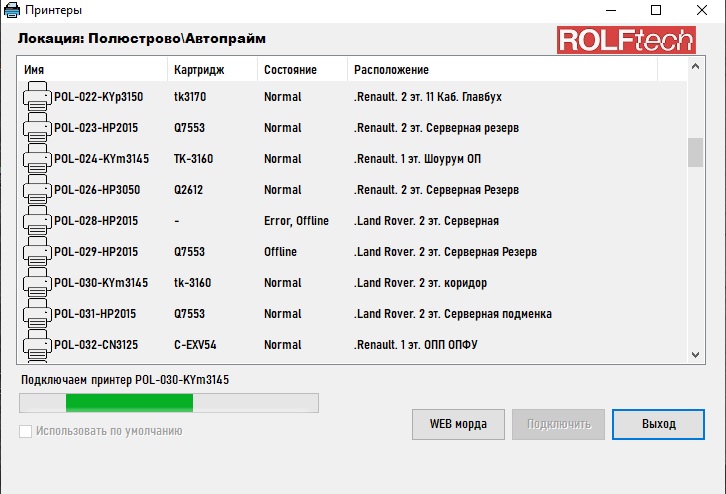 Принтеры
Локация: Полюстрово\Автопрайм
ROLFtech
Имя Картридж Состояние Расположение
POL-022-KYp3150 tk3170 Normal .Renault. 2 эт. 11 Каб. Главбух
POL-023-HP2015 Q7553 Normal .Renault. 2 эт. Серверная резерв
POL-024-KYm3145 TK-3160 Normal .Renault. 1 эт. Шоурум ОП
POL-026-HP3050 Q2612 Normal .Renault. 2 эт. Серверная Резерв
POL-028-HP2015 - Error, Offline .Land Rover. 2 эт. Серверная
POL-029-HP2015 Q7553 Offline .Land Rover. 2 эт. Серверная Резерв
POL-030-KYm3145 tk-3160 Normal .Land Rover. 2 эт. коридор
POL-031-HP2015 Q7553 Normal .Land Rover. 2 эт. Серверная подменка
POL-032-CN3125 C-EXV54 Normal .Renault. 1 эт. ОПП ОПФУ
Подключаем принтер POL-030-KYm3145
Использовать по умолчанию
WEB морда Подключить Выход